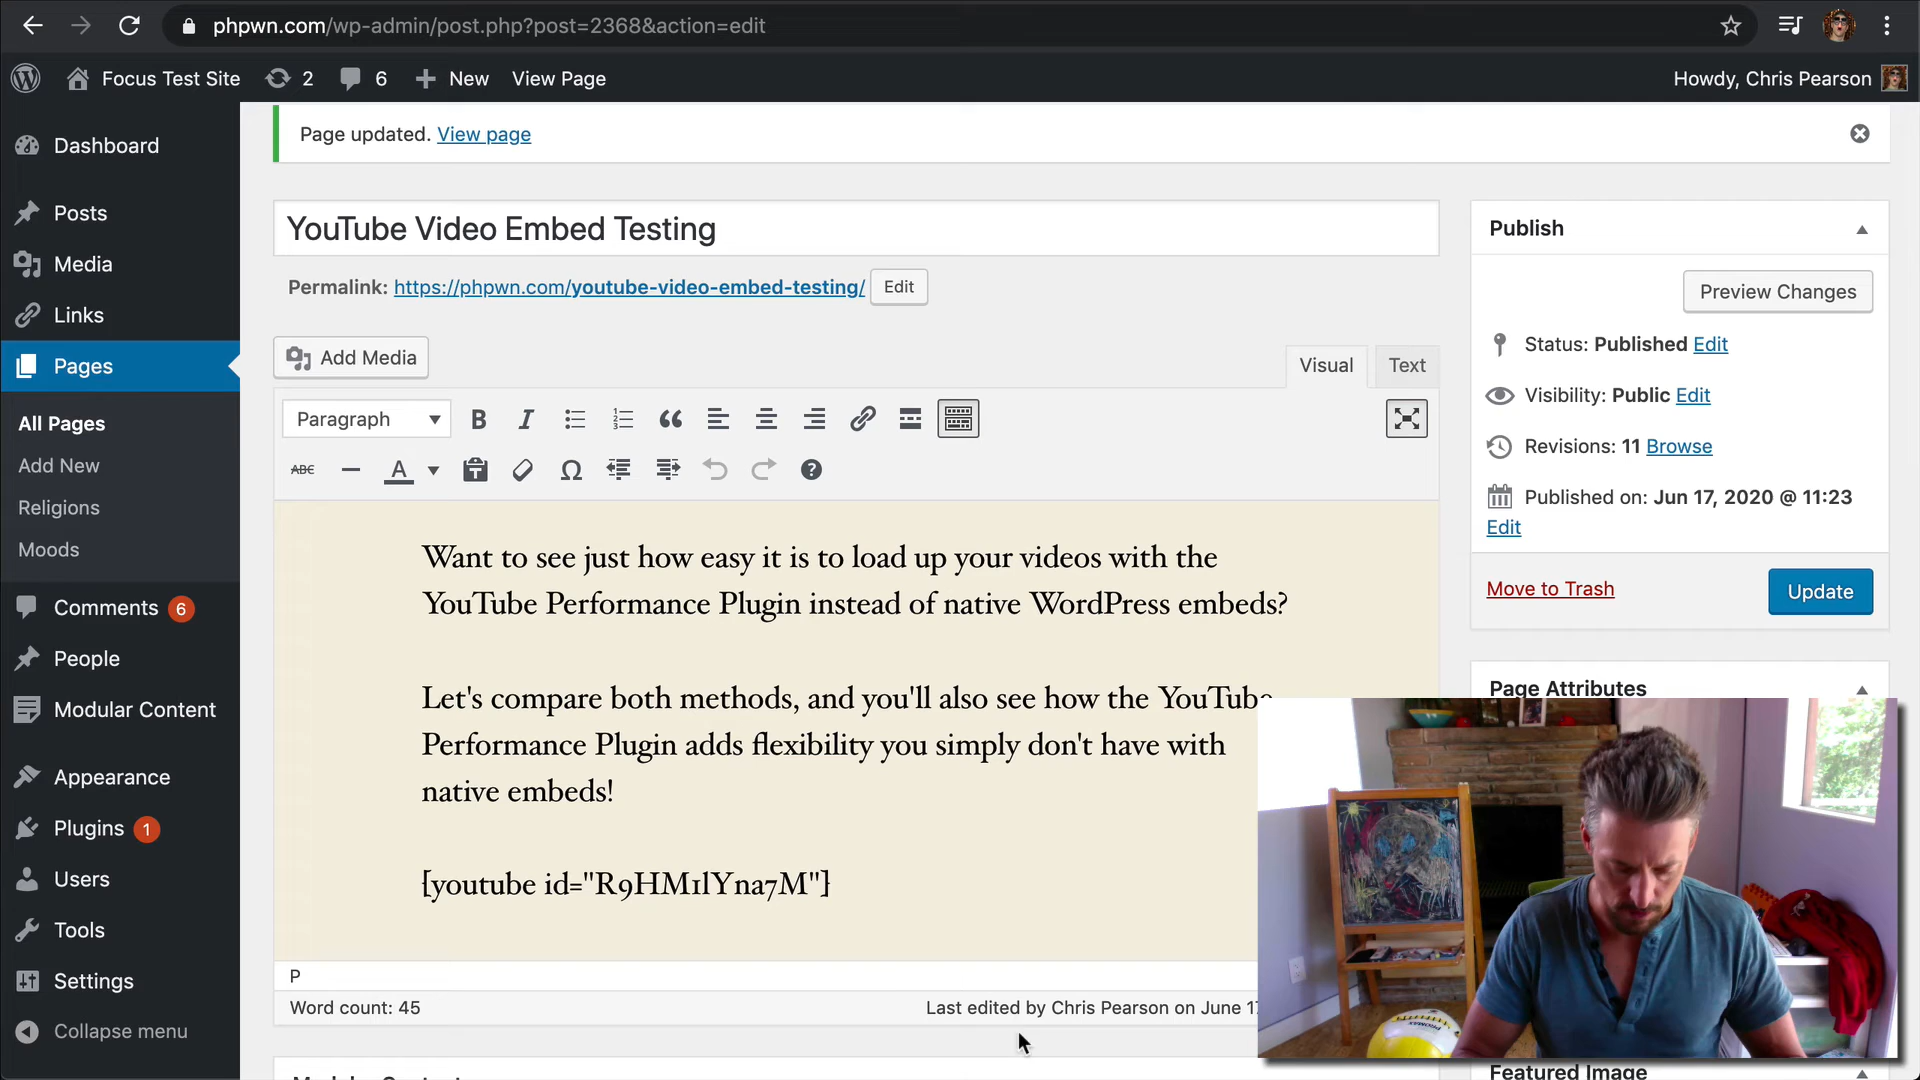 phpwn.com/wp-admin/post.php?post=2368&action=edit
Focus Test Site 2 6 New View Page Howdy, Chris Pearson
Page updated. View page
Dashboard
Posts
Media
Links
Pages
All Pages
Add New
Religions
Moods
Comments 6
People
Modular Content
Appearance
Plugins 1
Users
Tools
Settings
Collapse menu
YouTube Video Embed Testing
Permalink: https://phpwn.com/youtube-video-embed-testing/ Edit
Add Media
Visual Text
Paragraph
B I
ABC A
Want to see just how easy it is to load up your videos with the
YouTube Performance Plugin instead of native WordPress embeds?
Let's compare both methods, and you'll also see how the YouTube
Performance Plugin adds flexibility you simply don't have with
native embeds!
[youtube id="R9HM1lYna7M"]
P
Word count: 45
Last edited by Chris Pearson on June 17
Publish
Preview Changes
Status: Published Edit
Visibility: Public Edit
Revisions: 11 Browse
Published on: Jun 17, 2020 @ 11:23
Edit
Move to Trash Update
Page Attributes
Featured Image